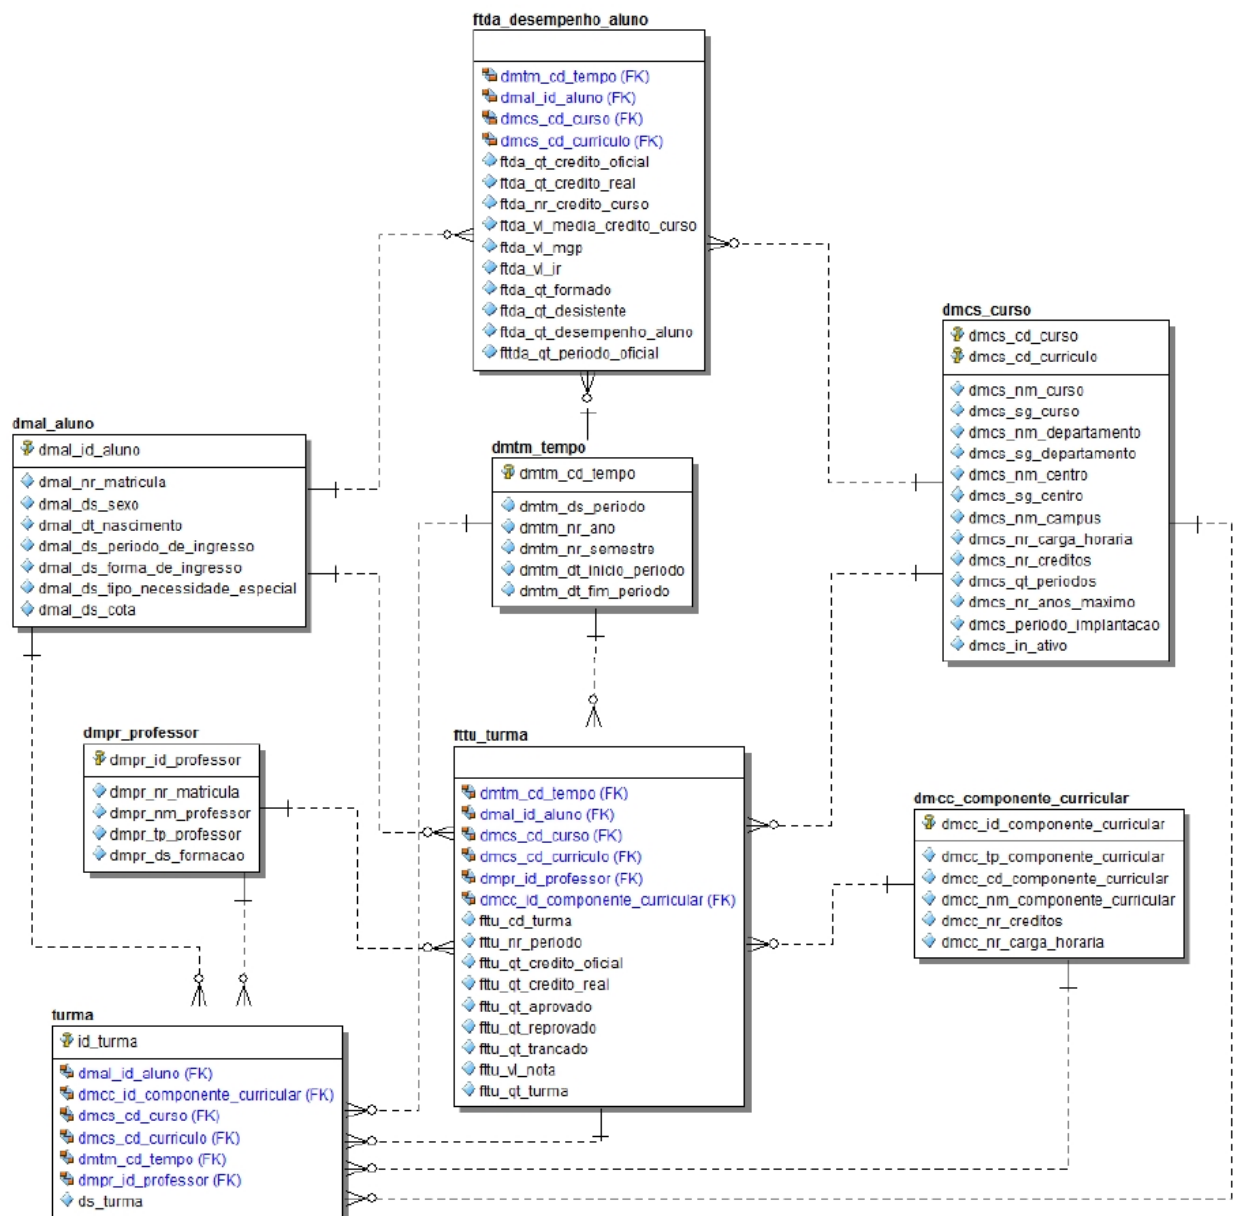 ftda_desempenho_aluno
dmtm_cd_tempo (FK)
dmal_id_aluno (FK)
dmcs_cd_curso (FK)
dmcs_cd_curriculo (FK)
ftda_qt_credito_oficial
ftda_qt_credito_real
ftda_nr_credito_curso
ftda_vl_media_credito_curso
ftda_vl_mgp
ftda_vl_ir
ftda_qt_formado
ftda_qt_desistente
ftda_qt_desempenho_aluno
fttda_qt_periodo_oficial
dmcs_curso
dmcs_cd_curso
dmcs_cd_curriculo
dmcs_nm_curso
dmcs_sg_curso
dmcs_nm_departamento
dmcs_sg_departamento
dmcs_nm_centro
dmcs_sg_centro
dmcs_nm_campus
dmcs_nr_carga_horaria
dmcs_nr_creditos
dmcs_qt_periodos
dmcs_nr_anos_maximo
dmcs_periodo_implantacao
dmcs_in_ativo
dmal_aluno
dmal_id_aluno
dmal_nr_matricula
dmal_ds_sexo
dmal_dt_nascimento
dmal_ds_periodo_de_ingresso
dmal_ds_forma_de_ingresso
dmal_ds_tipo_necessidade_especial
dmal_ds_cota
dmtm_tempo
dmtm_cd_tempo
dmtm_ds_periodo
dmtm_nr_ano
dmtm_nr_semestre
dmtm_dt_inicio_periodo
dmtm_dt_fim_periodo
dmpr_professor
dmpr_id_professor
dmpr_nr_matricula
dmpr_nm_professor
dmpr_tp_professor
dmpr_ds_formacao
fttu_turma
dmtm_cd_tempo (FK)
dmal_id_aluno (FK)
dmcs_cd_curso (FK)
dmcs_cd_curriculo (FK)
dmpr_id_professor (FK)
dmcc_id_componente_curricular (FK)
fttu_cd_turma
fttu_nr_periodo
fttu_qt_credito_oficial
fttu_qt_credito_real
fttu_qt_aprovado
fttu_qt_reprovado
fttu_qt_trancado
fttu_vl_nota
fttu_qt_turma
dmcc_componente_curricular
dmcc_id_componente_curricular
dmcc_tp_componente_curricular
dmcc_cd_componente_curricular
dmcc_nm_componente_curricular
dmcc_nr_creditos
dmcc_nr_carga_horaria
turma
id_turma
dmal_id_aluno (FK)
dmcc_id_componente_curricular (FK)
dmcs_cd_curso (FK)
dmcs_cd_curriculo (FK)
dmtm_cd_tempo (FK)
dmpr_id_professor (FK)
ds_turma